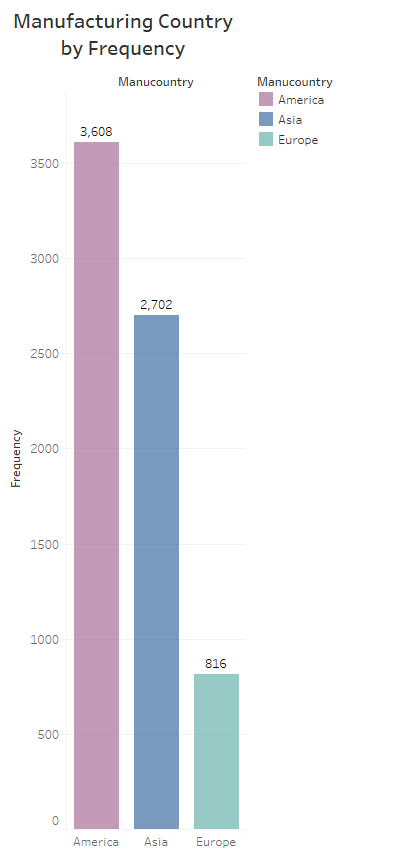 Manufacturing Country
by Frequency
Manucountry
Manucountry
America
Asia
Europe
3,608
3500
3000
2,702
2500
2000
Frequency
1500
1000
816
500
0
America
Asia
Europe